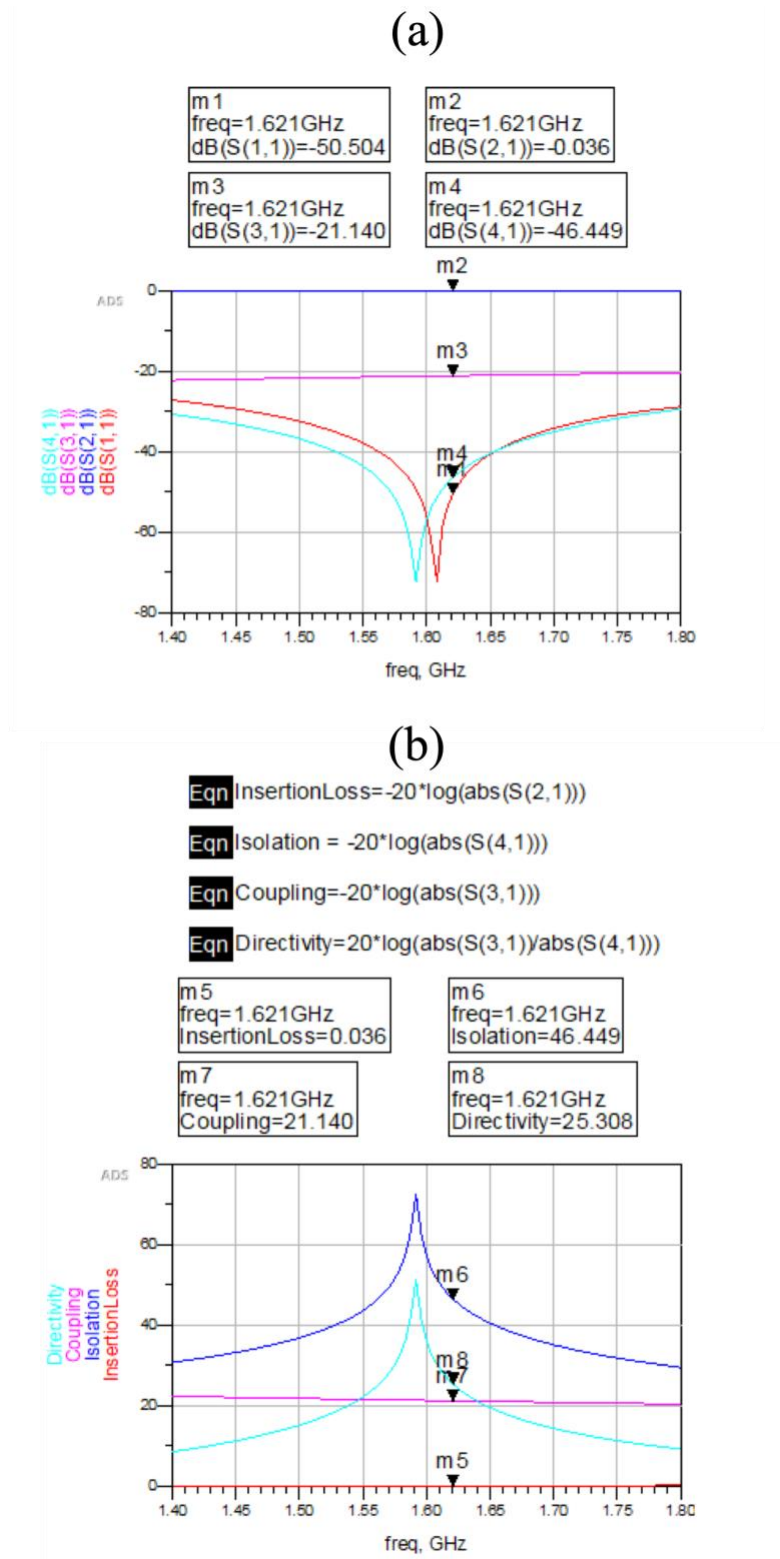 (a)
m1
freq=1.621GHz
dB(S(1,1))=-50.504
m2
freq=1.621GHz
dB(S(2,1))=-0.036
m3
freq=1.621GHz
dB(S(3,1))=-21.140
m4
freq=1.621GHz
dB(S(4,1))=-46.449
m2
ADS
0
-20
-40
-60
-80
m3
m4
1.40
1.45
1.50
1.55
1.60
1.65
1.70
1.75
1.80
freq, GHz
dB(S(4,1))
dB(S(3,1))
dB(S(2,1))
dB(S(1,1))
(b)
Eqn InsertionLoss=-20*log(abs(S(2,1)))
Eqn Isolation = -20*log(abs(S(4,1)))
Eqn Coupling=-20*log(abs(S(3,1)))
Eqn Directivity=20*log(abs(S(3,1))/abs(S(4,1)))
m5
freq=1.621GHz
InsertionLoss=0.036
m6
freq=1.621GHz
Isolation=46.449
m7
freq=1.621GHz
Coupling=21.140
m8
freq=1.621GHz
Directivity=25.308
ADS
80
60
40
20
0
m6
m8
m7
m5
1.40
1.45
1.50
1.55
1.60
1.65
1.70
1.75
1.80
freq, GHz
Directivity
Coupling
Isolation
InsertionLoss